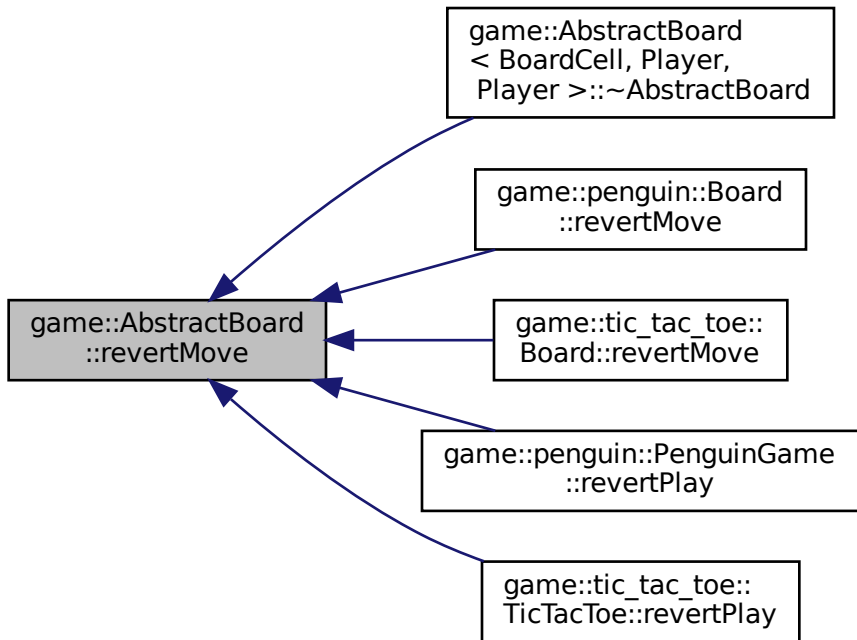 game::AbstractBoard
< BoardCell, Player,
Player >::~AbstractBoard
game::penguin::Board
::revertMove
game::AbstractBoard
::revertMove
game::tic_tac_toe::
Board::revertMove
game::penguin::PenguinGame
::revertPlay
game::tic_tac_toe::
TicTacToe::revertPlay